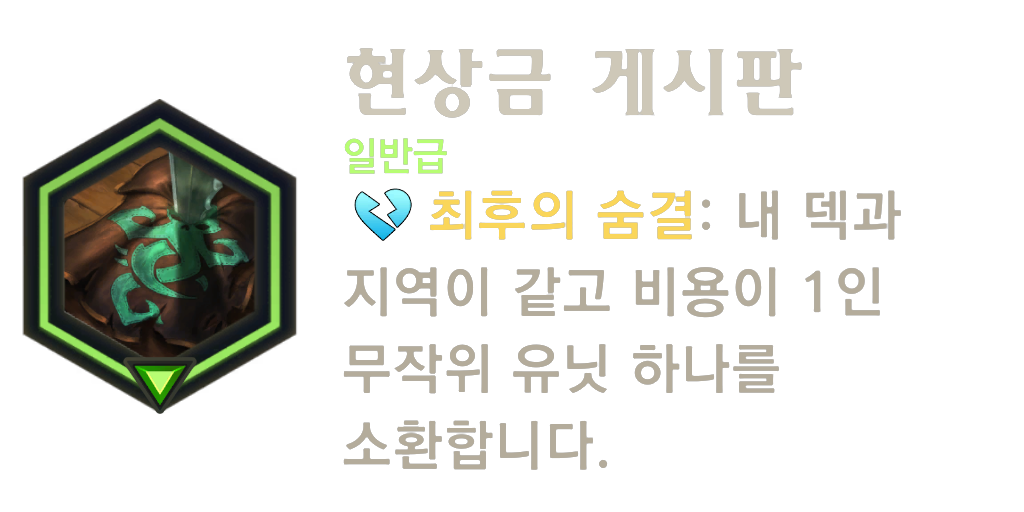 현상금 게시판
일반급
최후의 숨결: 내 덱과
지역이 같고 비용이 1인
무작위 유닛 하나를
소환합니다.